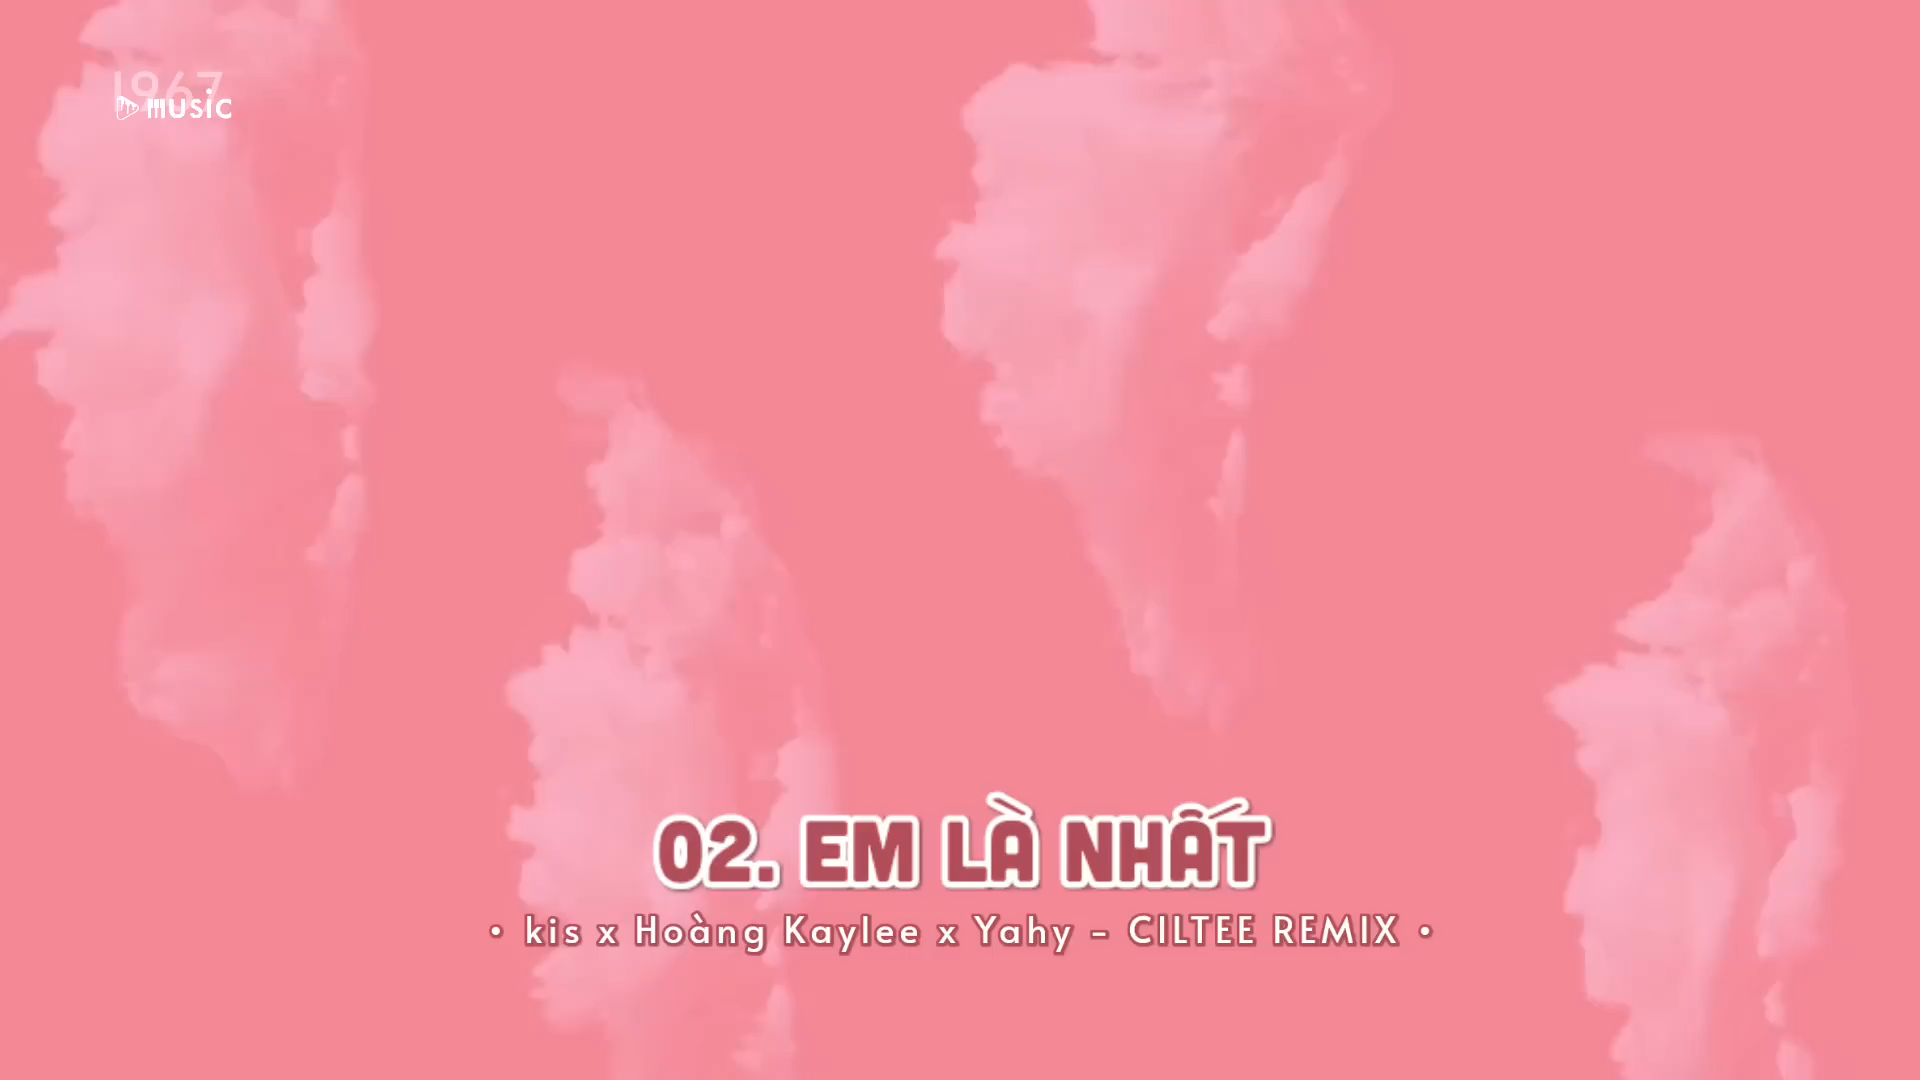 1967
music
02. EM LÀ NHẤT
• kis x Hoàng Kaylee x Yahy - CILTEE REMIX •